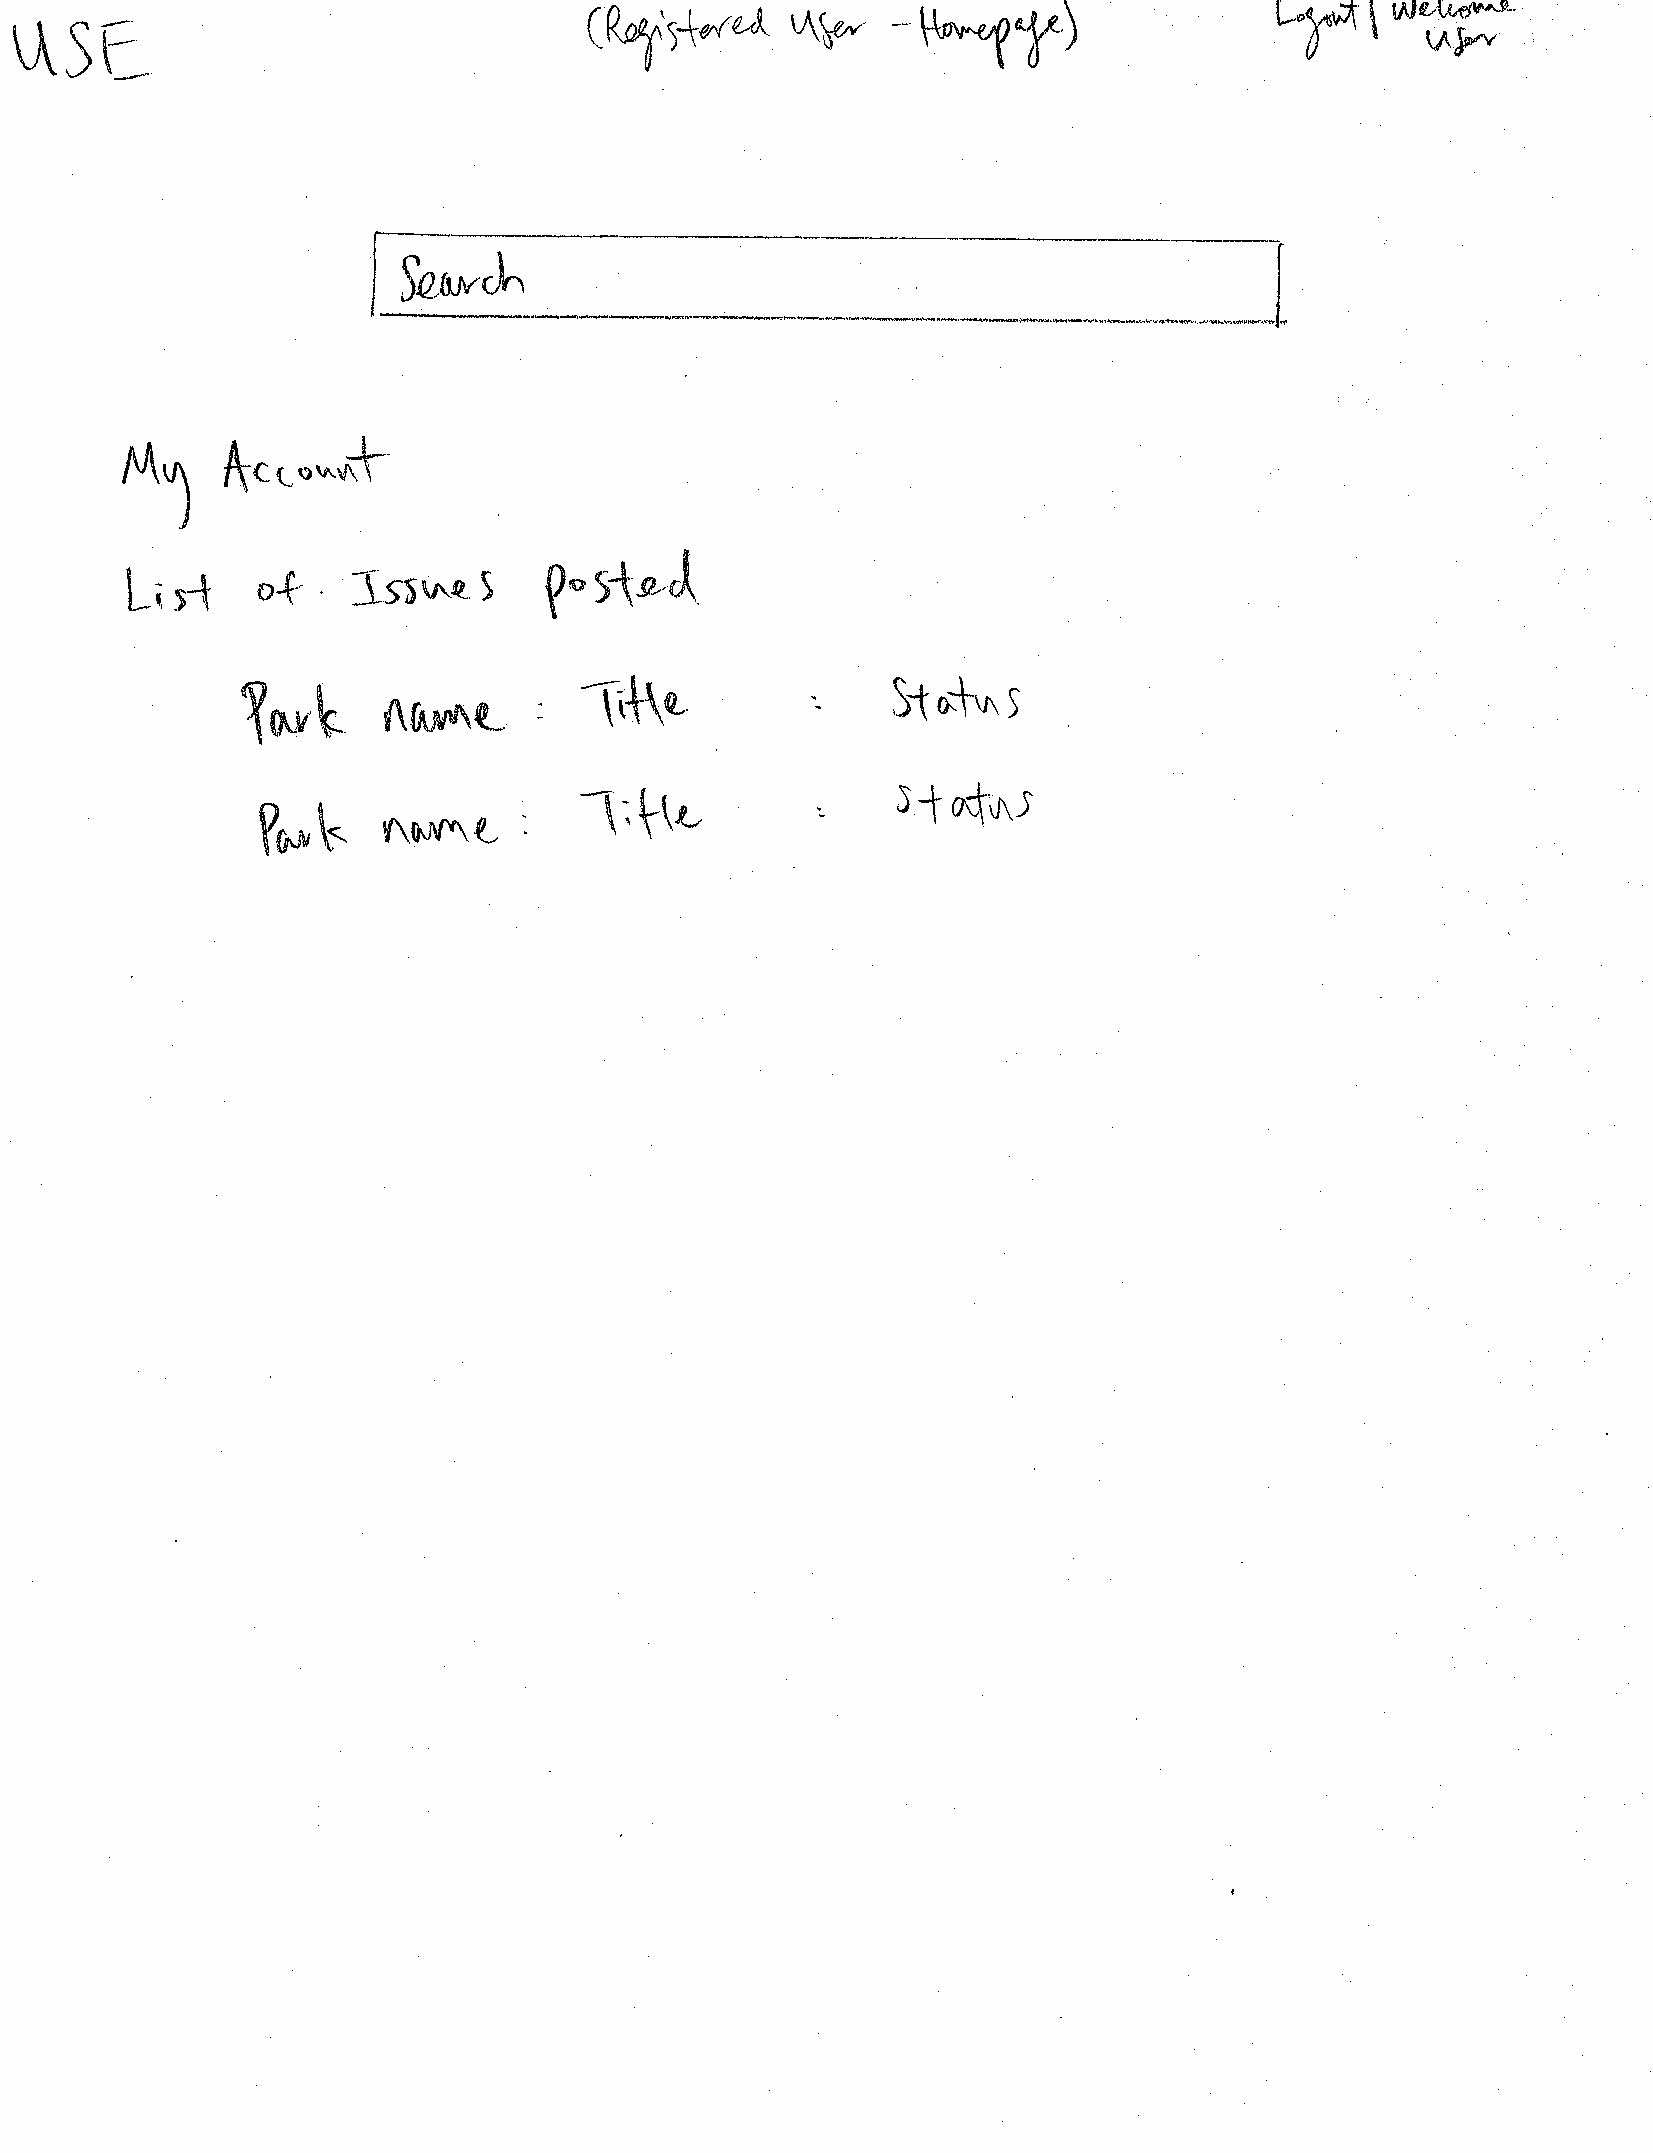 USE (Registered User - Homepage) Logout | Welcome
User
Search
My Account
List of Issues posted
Park name : Title : Status
Park name : Title : Status